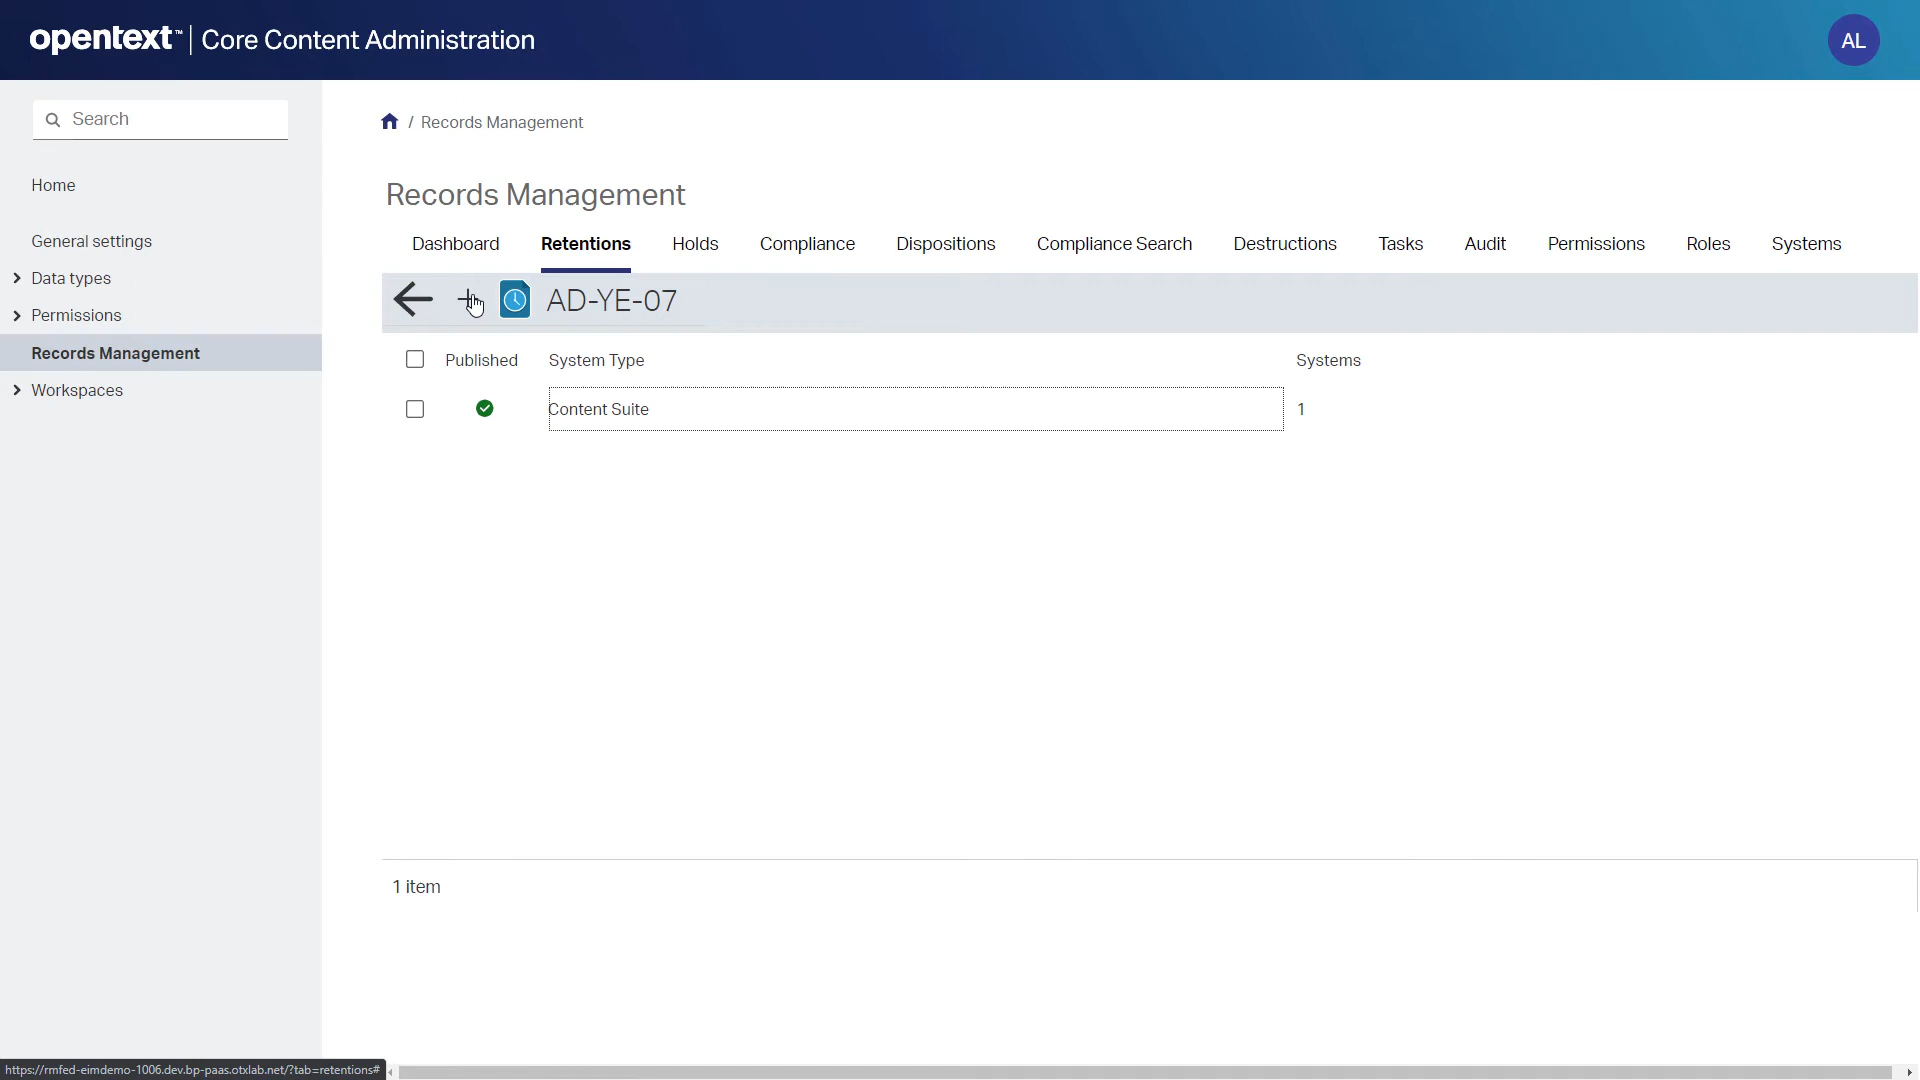 opentext™ | Core Content Administration
AL
Search
Home
General settings
Data types
Permissions
Records Management
Workspaces
/ Records Management
Records Management
Dashboard Retentions Holds Compliance Dispositions Compliance Search Destructions Tasks Audit Permissions Roles Systems
AD-YE-07
Published System Type Systems
Content Suite 1
1 item
https://rmfed-eimdemo-1006.dev.bp-paas.otxlab.net/?tab=retentions#